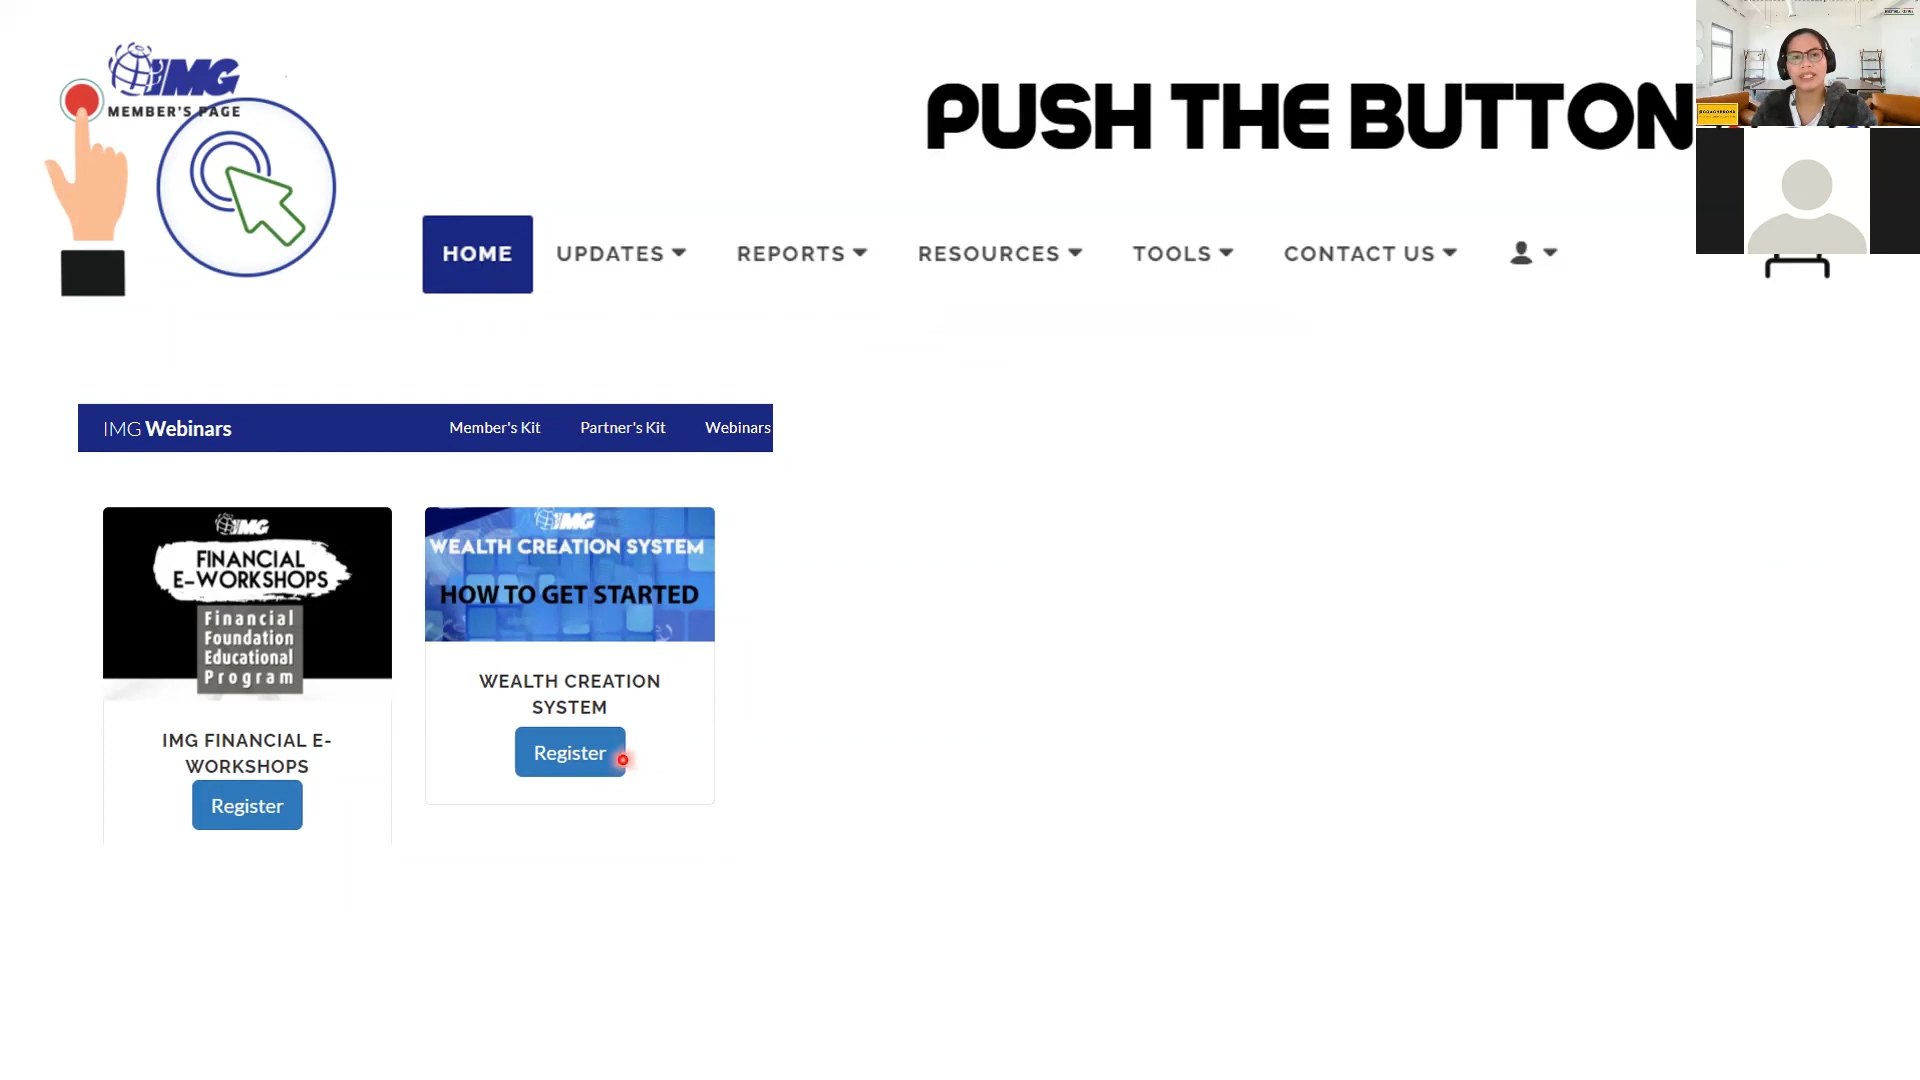 IMG
MEMBER'S PAGE
PUSH THE BUTTON
HOME
UPDATES
REPORTS
RESOURCES
TOOLS
CONTACT US
IMG Webinars
Member's Kit
Partner's Kit
Webinars
IMG
FINANCIAL
E-WORKSHOPS
Financial
Foundation
Educational
Program
IMG FINANCIAL E-
WORKSHOPS
Register
IMG
WEALTH CREATION SYSTEM
HOW TO GET STARTED
WEALTH CREATION
SYSTEM
Register